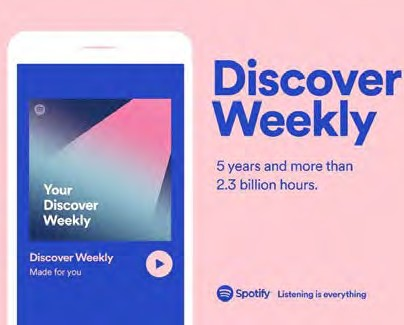 Your
Discover
Weekly
Discover Weekly
Made for you
Discover
Weekly
5 years and more than
2.3 billion hours.
Spotify Listening is everything